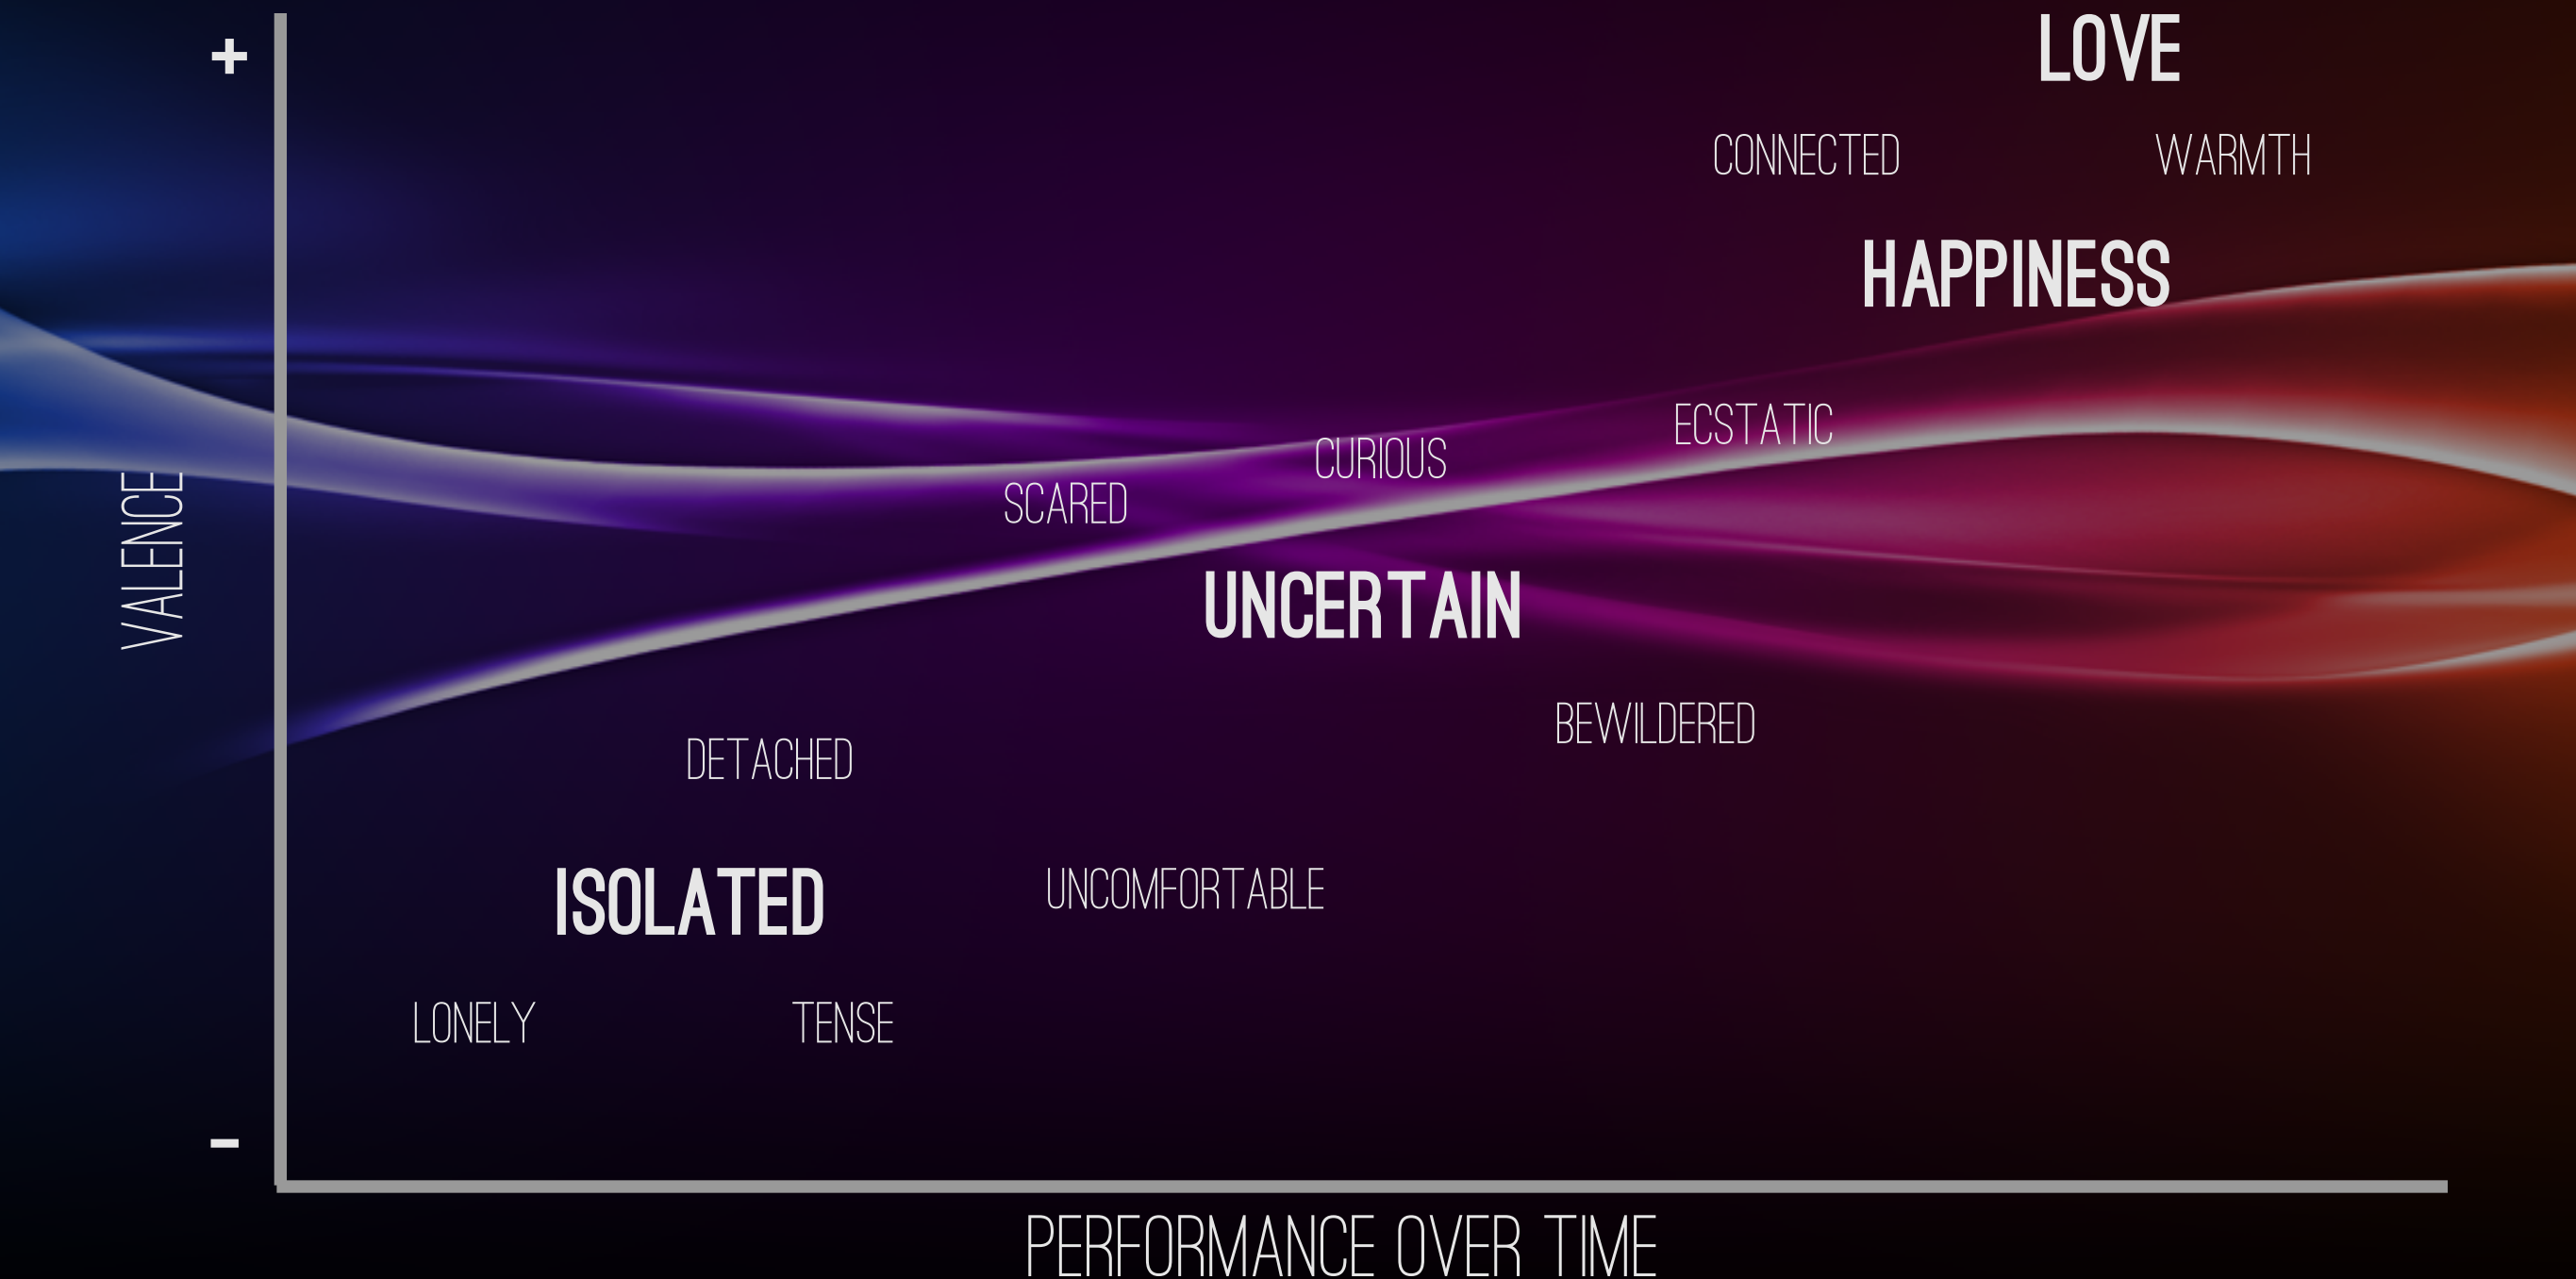 +
LOVE
CONNECTED
WARMTH
HAPPINESS
ECSTATIC
CURIOUS
SCARED
VALENCE
UNCERTAIN
BEWILDERED
DETACHED
ISOLATED
UNCOMFORTABLE
LONELY
TENSE
-
PERFORMANCE OVER TIME